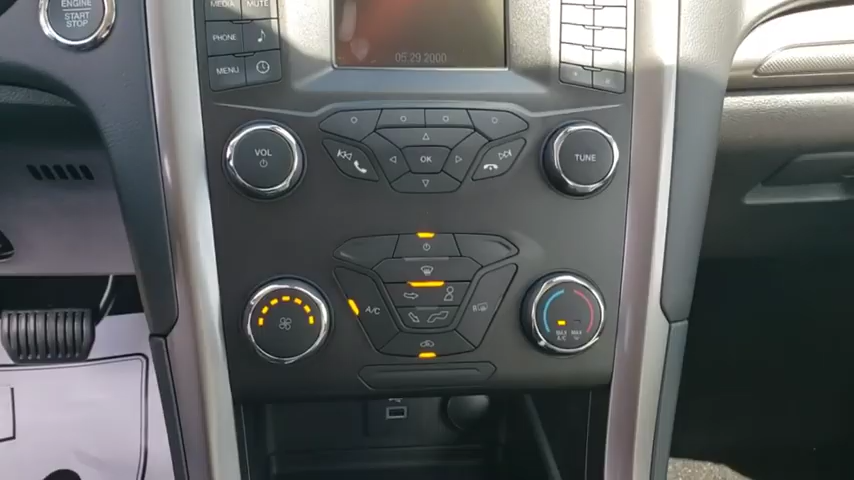 ENGINE
START
STOP
MEDIA MUTE
PHONE
MENU
05.29.2000
VOL
OK
TUNE
A/C
R
MAX A/C MAX